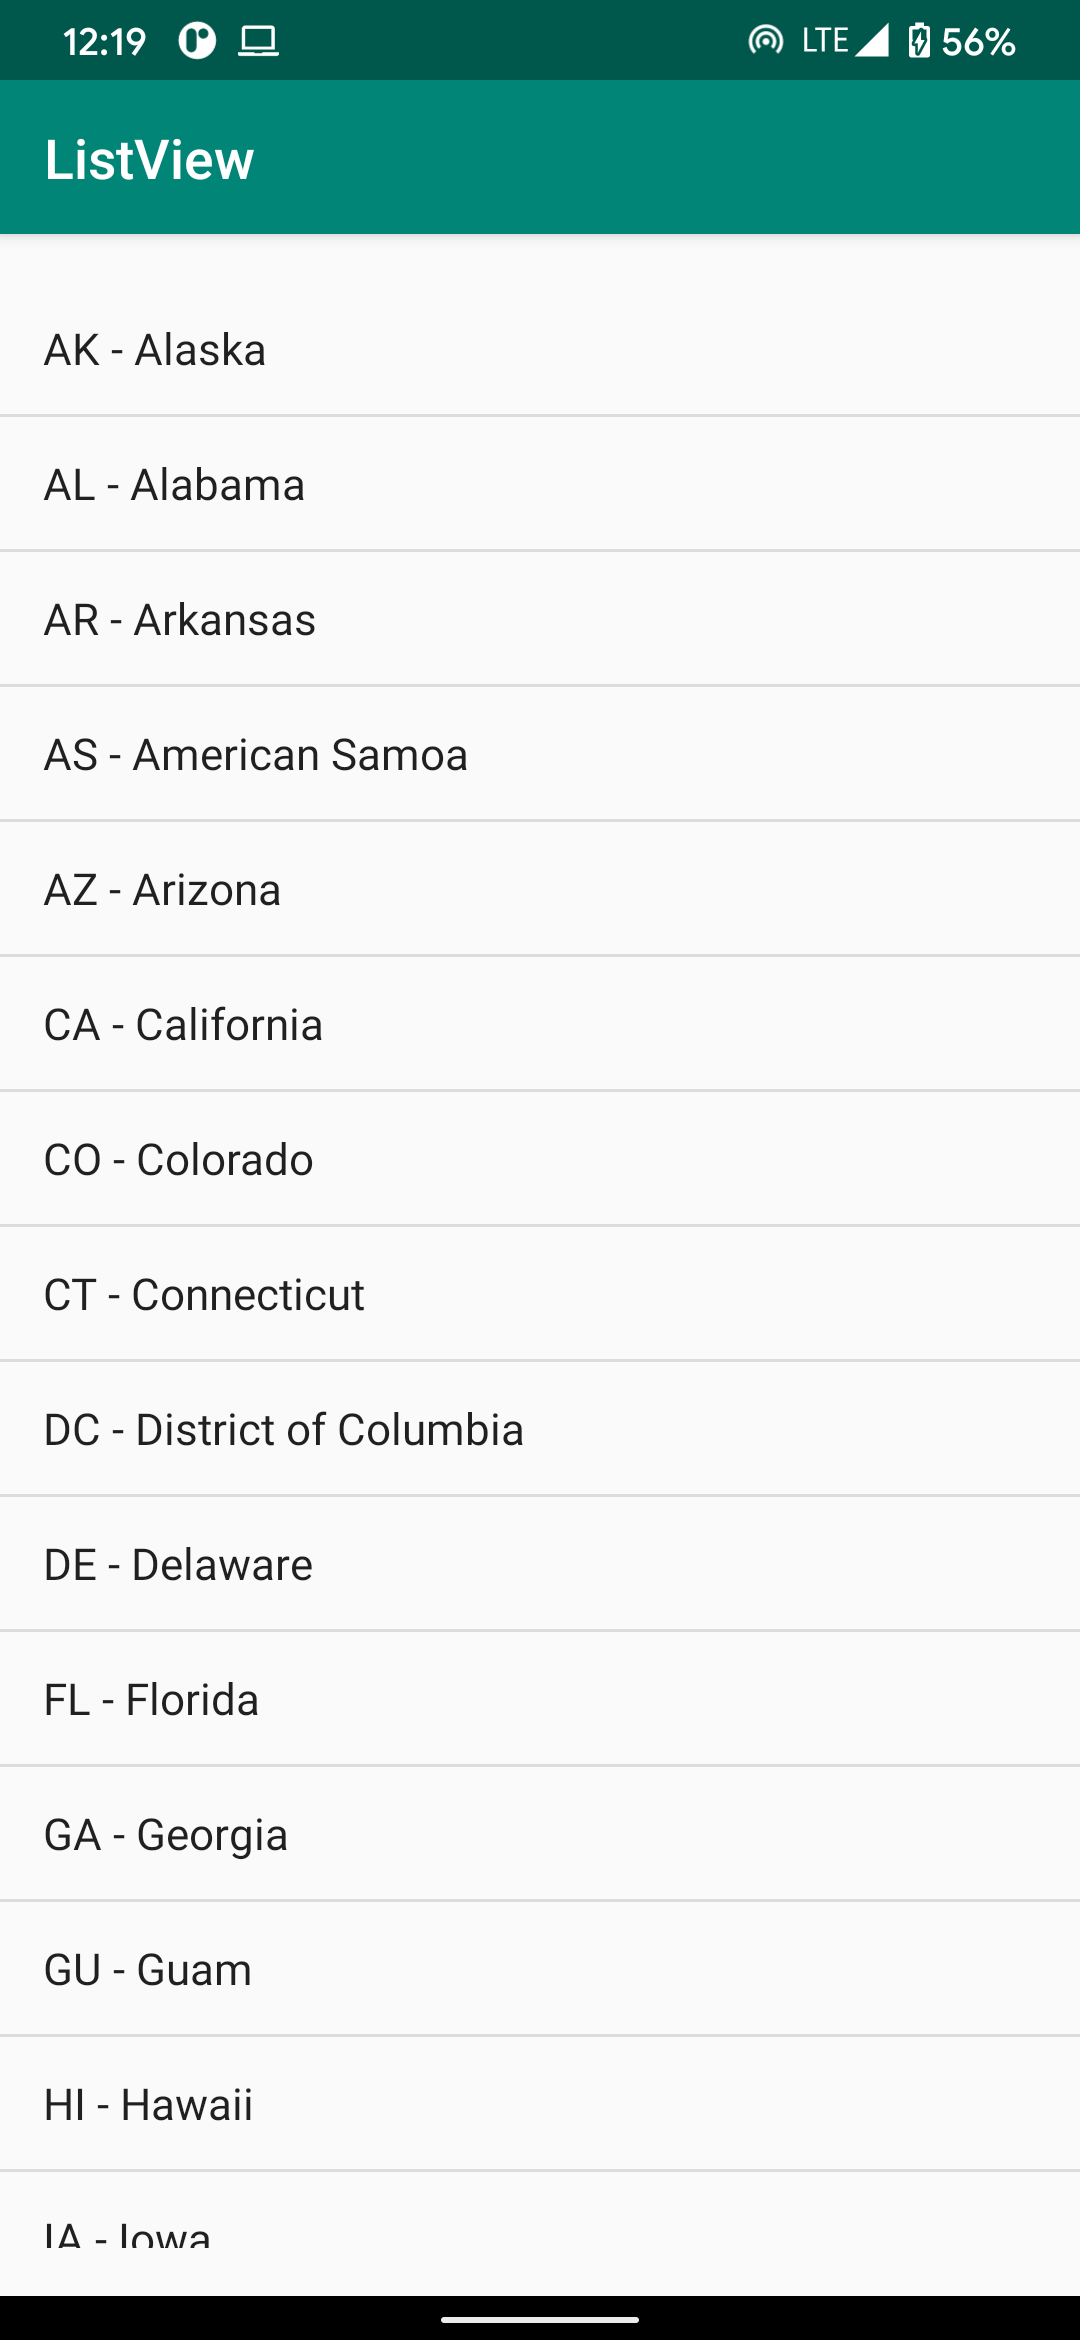 12:19 LTE 56%
ListView
AK - Alaska
AL - Alabama
AR - Arkansas
AS - American Samoa
AZ - Arizona
CA - California
CO - Colorado
CT - Connecticut
DC - District of Columbia
DE - Delaware
FL - Florida
GA - Georgia
GU - Guam
HI - Hawaii
IA - Iowa